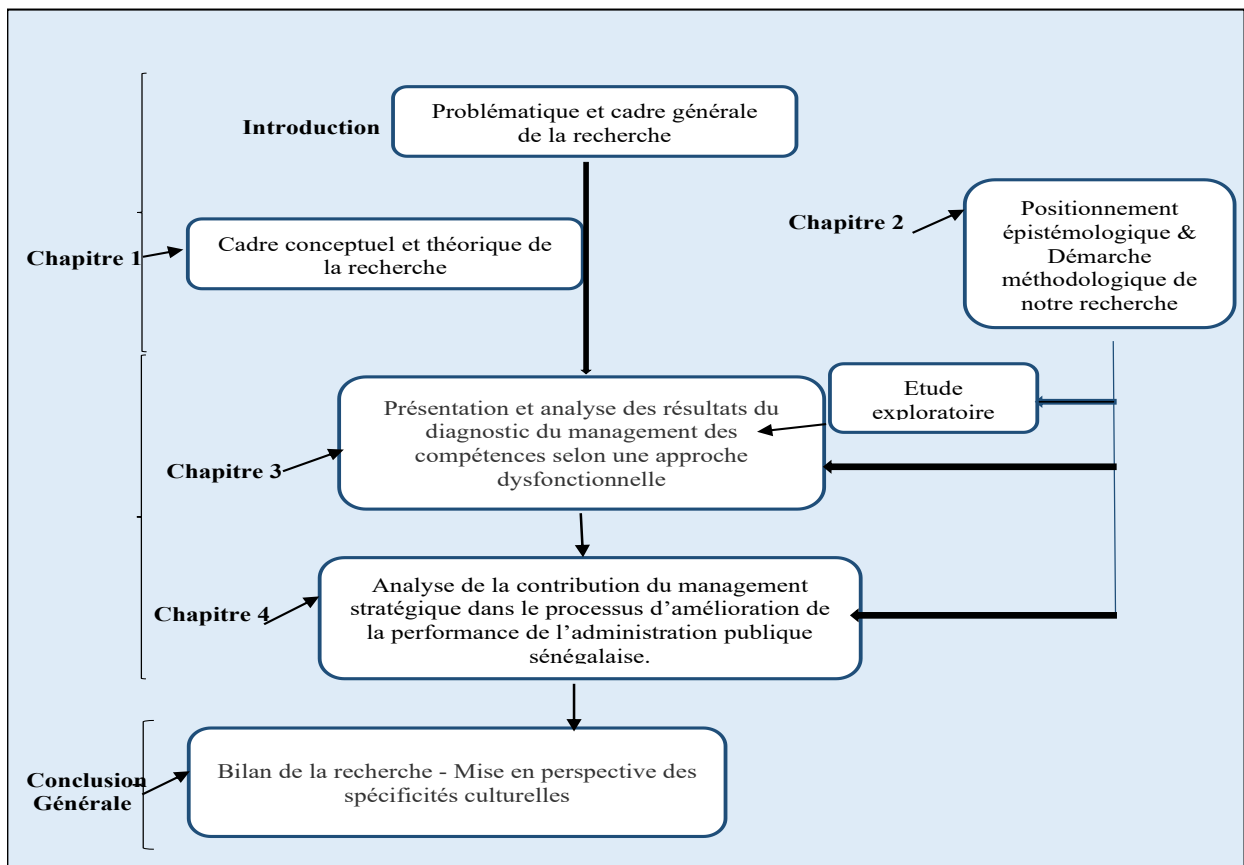 Introduction
Problématique et cadre générale
de la recherche
Chapitre 1
Cadre conceptuel et théorique de
la recherche
Chapitre 2
Positionnement
épistémologique &
Démarche
méthodologique de
notre recherche
Etude
exploratoire
Chapitre 3
Présentation et analyse des résultats du
diagnostic du management des
compétences selon une approche
dysfonctionnelle
Chapitre 4
Analyse de la contribution du management
stratégique dans le processus d’amélioration de
la performance de l’administration publique
sénégalaise.
Conclusion
Générale
Bilan de la recherche - Mise en perspective des
spécificités culturelles